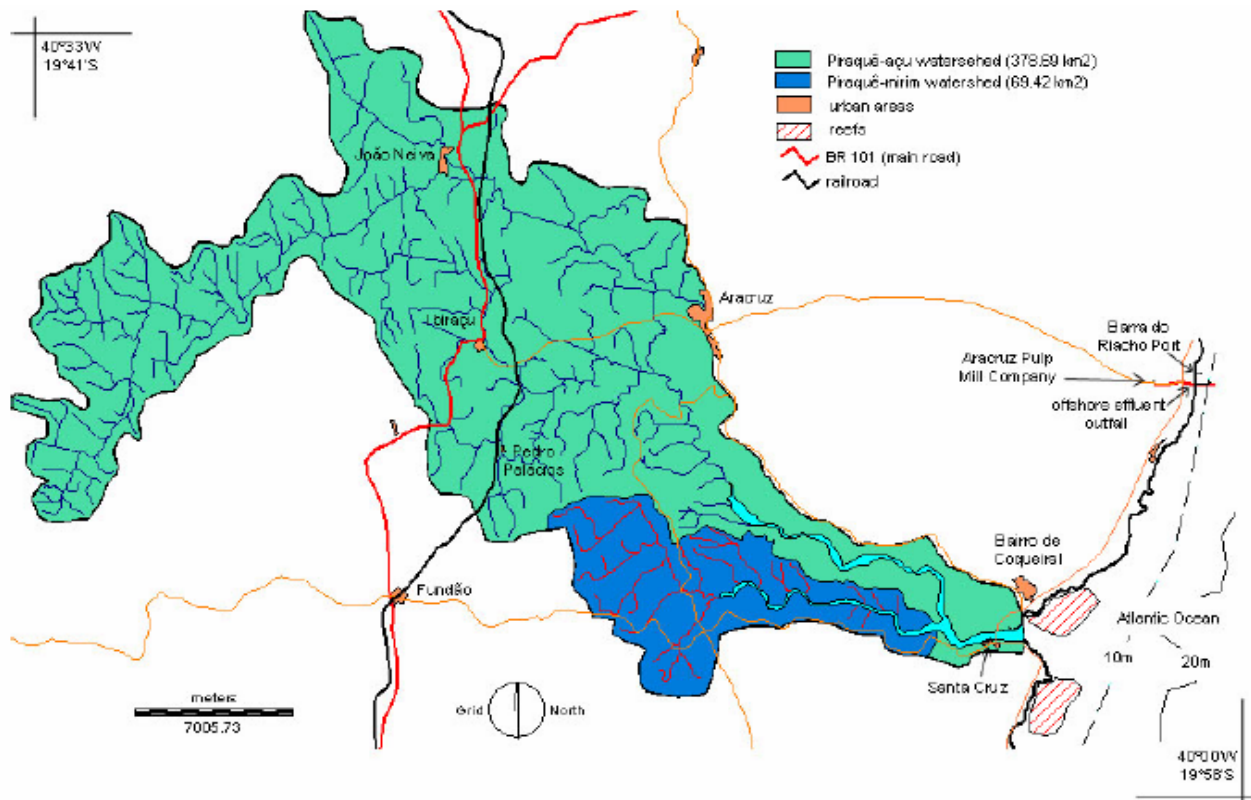 40°33'W
19°41'S
Piraquê-açu watershed (378.69 km2)
Piraquê-mirim watershed (69.42 km2)
urban areas
reefs
BR 101 (main road)
railroad
João Neiva
Ibiraçu
Aracruz
Barra do
Riacho Port
Aracruz Pulp
Mill Company
offshore effluent
outfall
Pedro
Palácios
Bairro de
Coqueiral
Fundão
Atlantic Ocean
10m
20m
Santa Cruz
meters
7005.73
Grid
North
40°00'W
19°58'S